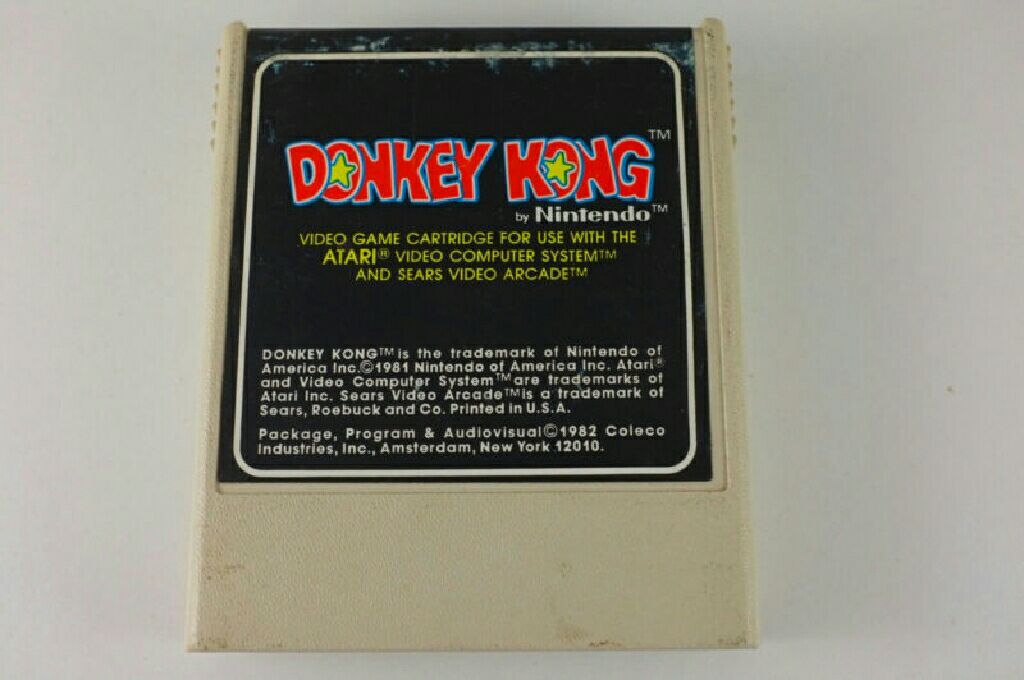 DONKEY KONG™
by Nintendo™
VIDEO GAME CARTRIDGE FOR USE WITH THE
ATARI® VIDEO COMPUTER SYSTEM™
AND SEARS VIDEO ARCADE™
DONKEY KONG™ is the trademark of Nintendo of
America Inc.©1981 Nintendo of America Inc. Atari®
and Video Computer System™ are trademarks of
Atari Inc. Sears Video Arcade™ is a trademark of
Sears, Roebuck and Co. Printed in U.S.A.
Package, Program & Audiovisual©1982 Coleco
Industries, Inc., Amsterdam, New York 12010.